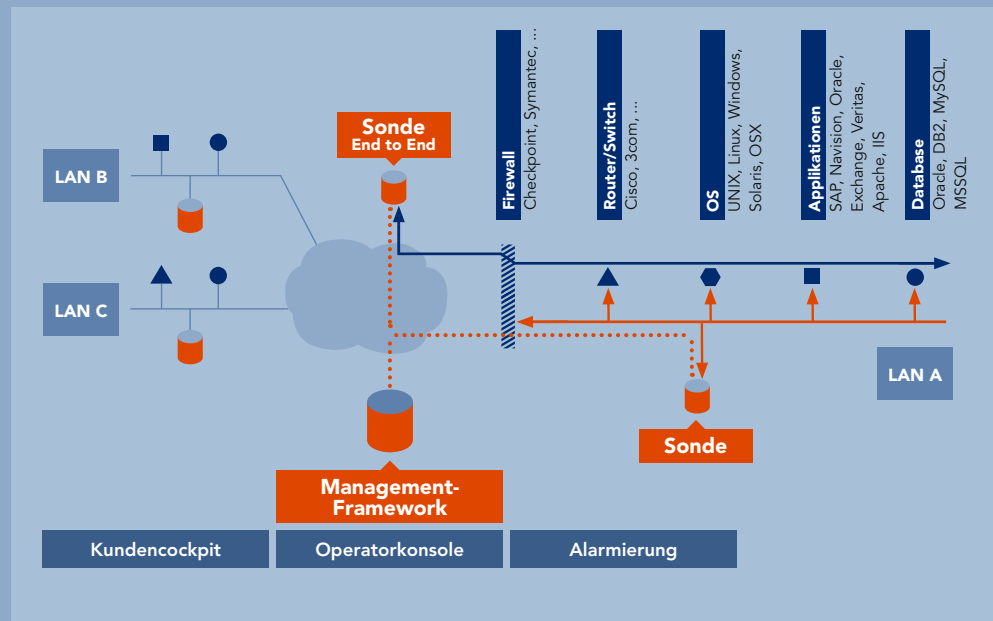 Firewall
Checkpoint, Symantec, ...
Router/Switch
Cisco, 3com, ...
OS
UNIX, Linux, Windows,
Solaris, OSX
Applikationen
SAP, Navision, Oracle,
Exchange, Veritas,
Apache, IIS
Database
Oracle, DB2, MySQL,
MsSQL
Sonde
End to End
LAN B
LAN C
LAN A
Sonde
Management-
Framework
Kundencockpit
Operatorkonsole
Alarmierung